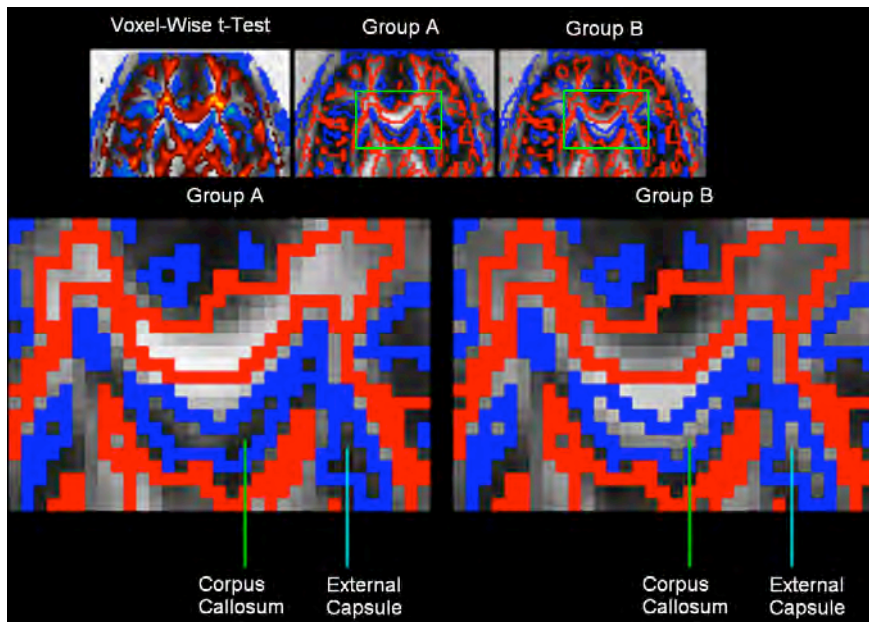 Voxel-Wise t-Test
Group A
Group B
Group A
Group B
Corpus
Callosum
External
Capsule
Corpus
Callosum
External
Capsule